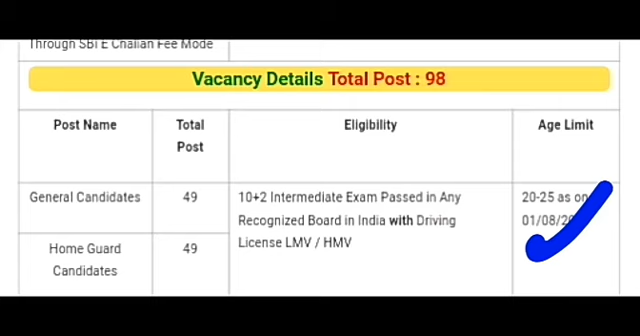 Through SBI E Challan Fee Mode
Vacancy Details Total Post : 98
Post Name
Total
Post
Eligibility
Age Limit
General Candidates
49
10+2 Intermediate Exam Passed in Any
Recognized Board in India with Driving
License LMV / HMV
20-25 as on
Home Guard
Candidates
49